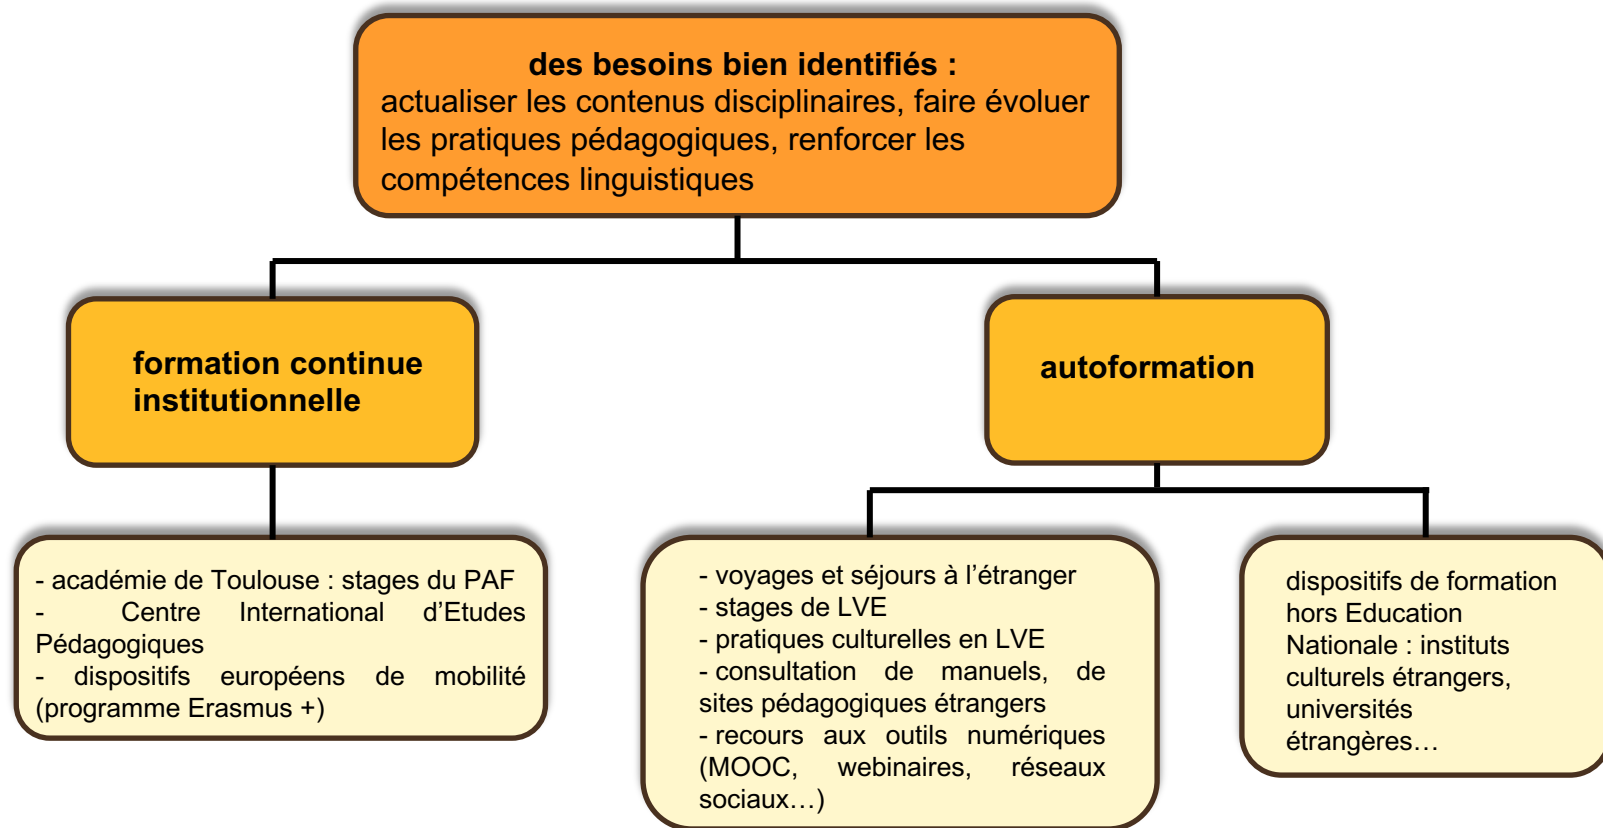 des besoins bien identifiés :
actualiser les contenus disciplinaires, faire évoluer
les pratiques pédagogiques, renforcer les
compétences linguistiques
formation continue
institutionnelle
autoformation
- académie de Toulouse : stages du PAF
- Centre International d’Etudes
Pédagogiques
- dispositifs européens de mobilité
(programme Erasmus +)
- voyages et séjours à l’étranger
- stages de LVE
- pratiques culturelles en LVE
- consultation de manuels, de
sites pédagogiques étrangers
- recours aux outils numériques
(MOOC, webinaires, réseaux
sociaux…)
dispositifs de formation
hors Education
Nationale : instituts
culturels étrangers,
universités
étrangères…